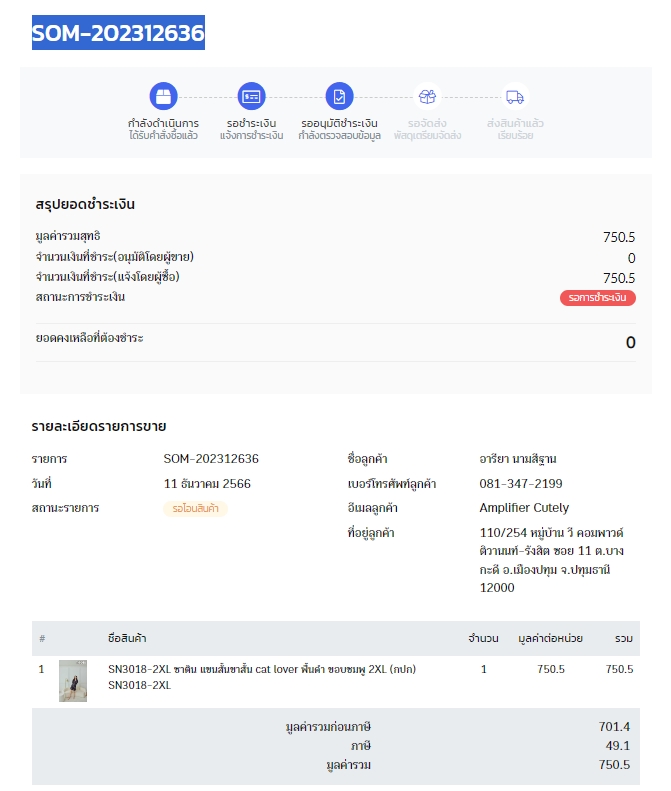 SOM-202312636
กำลังดำเนินการ
ได้รับคำสั่งซื้อแล้ว
รอชำระเงิน
แจ้งการชำระเงิน
รออนุมัติชำระเงิน
กำลังตรวจสอบข้อมูล
รอจัดส่ง
พัสดุเตรียมจัดส่ง
ส่งสินค้าแล้ว
เรียบร้อย
สรุปยอดชำระเงิน
มูลค่ารวมสุทธิ 750.5
จำนวนเงินที่ชำระ(อนุมัติโดยผู้ขาย) 0
จำนวนเงินที่ชำระ(แจ้งโดยผู้ซื้อ) 750.5
สถานะการชำระเงิน รอการชำระเงิน
ยอดคงเหลือที่ต้องชำระ 0
รายละเอียดรายการขาย
รายการ SOM-202312636
วันที่ 11 ธันวาคม 2566
สถานะรายการ รอโอนสินค้า
ชื่อลูกค้า อารียา นามสีฐาน
เบอร์โทรศัพท์ลูกค้า 081-347-2199
อีเมลลูกค้า Amplifier Cutely
ที่อยู่ลูกค้า 110/254 หมู่บ้าน วี คอมพาวด์
ติวานนท์-รังสิต ซอย 11 ต.บาง
กะดี อ.เมืองปทุม จ.ปทุมธานี
12000
# ชื่อสินค้า จำนวน มูลค่าต่อหน่วย รวม
1 SN3018-2XL ซาติน แขนสั้นขาสั้น cat lover พื้นดำ ขอบชมพู 2XL (กปก) 1 750.5 750.5
SN3018-2XL
มูลค่ารวมก่อนภาษี 701.4
ภาษี 49.1
มูลค่ารวม 750.5